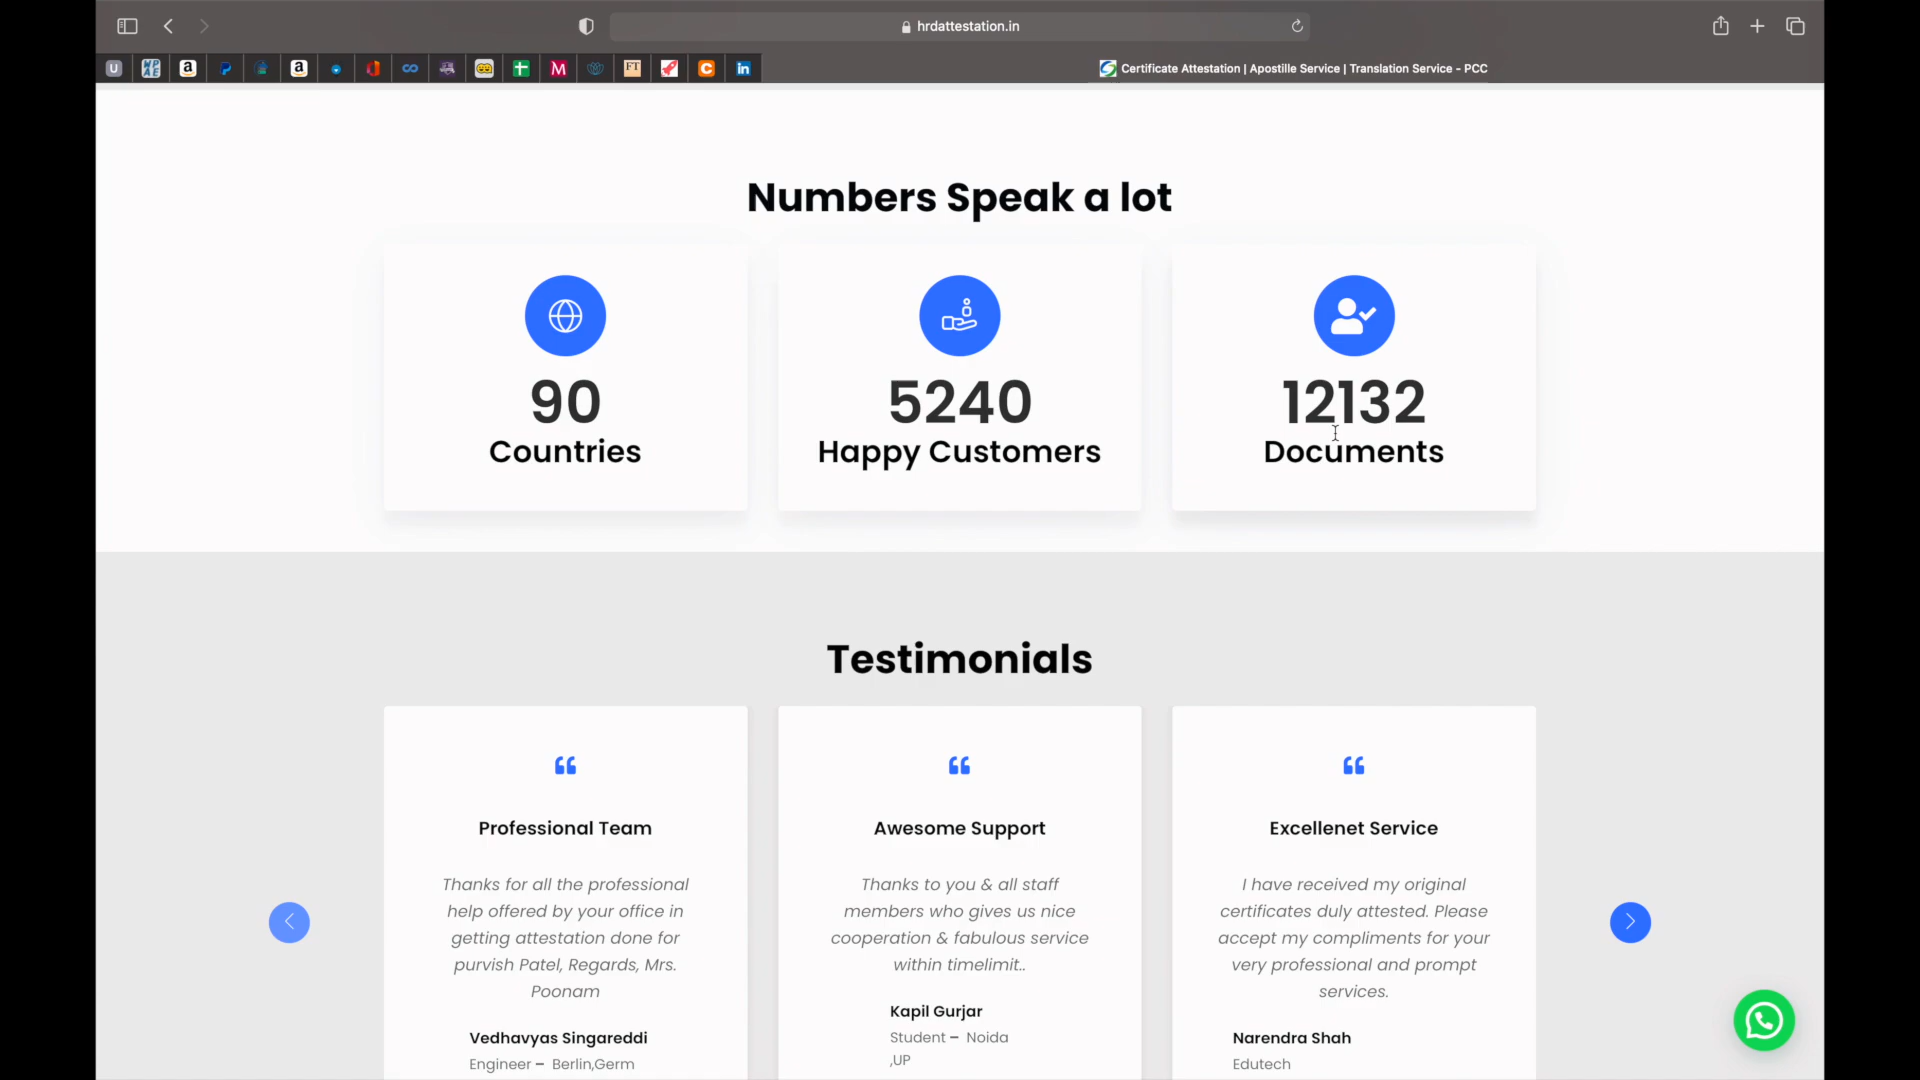 hrdattestation.in
U
WP
AE
a
a
M
FT
C
in
Certificate Attestation | Apostille Service | Translation Service - PCC
Numbers Speak a lot
90
Countries
5240
Happy Customers
12132
Documents
Testimonials
Professional Team
Thanks for all the professional
help offered by your office in
getting attestation done for
purvish Patel, Regards, Mrs.
Poonam
Vedhavyas Singareddi
Engineer – Berlin,Germ
Awesome Support
Thanks to you & all staff
members who gives us nice
cooperation & fabulous service
within timelimit..
Kapil Gurjar
Student – Noida
,UP
Excellenet Service
I have received my original
certificates duly attested. Please
accept my compliments for your
very professional and prompt
services.
Narendra Shah
Edutech